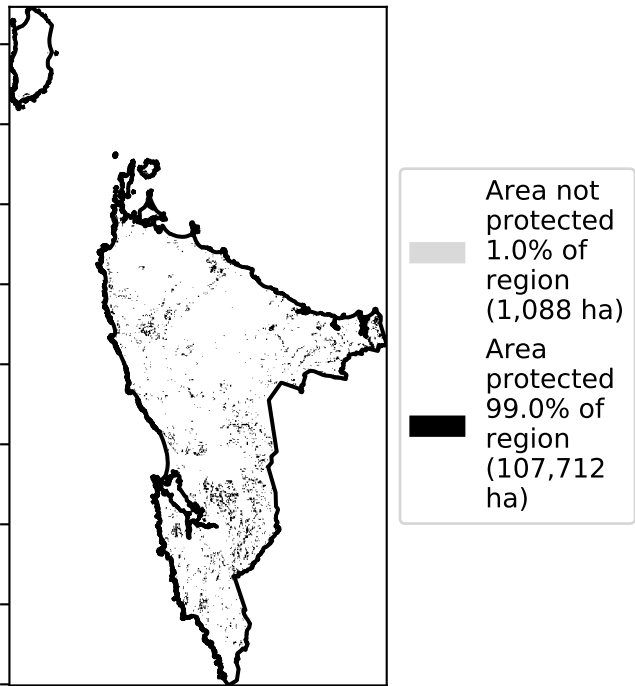 Area not
protected
1.0% of
region
(1,088 ha)
Area
protected
99.0% of
region
(107,712
ha)